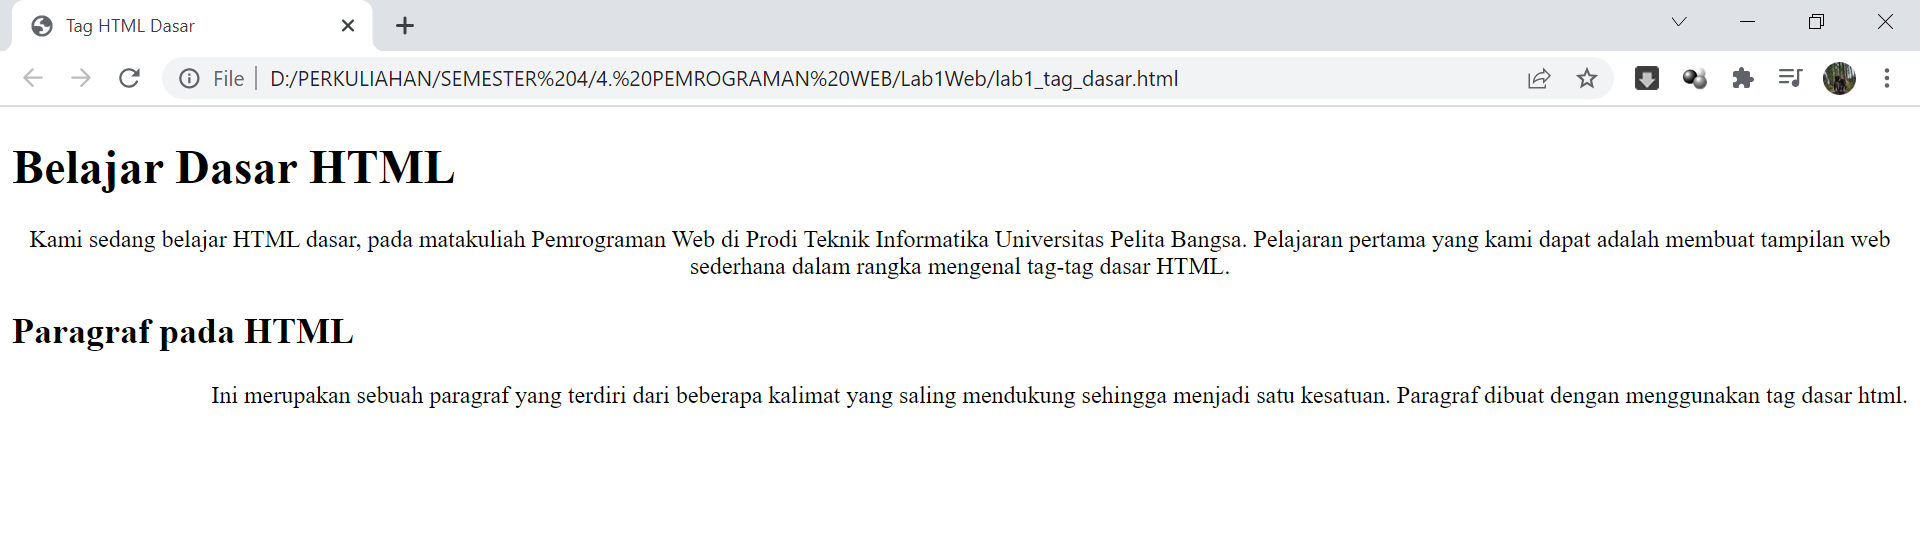 Tag HTML Dasar
File
D:/PERKULIAHAN/SEMESTER%204/4.%20PEMROGRAMAN%20WEB/Lab1Web/lab1_tag_dasar.html
Belajar Dasar HTML
Kami sedang belajar HTML dasar, pada matakuliah Pemrograman Web di Prodi Teknik Informatika Universitas Pelita Bangsa. Pelajaran pertama yang kami dapat adalah membuat tampilan web
sederhana dalam rangka mengenal tag-tag dasar HTML.
Paragraf pada HTML
Ini merupakan sebuah paragraf yang terdiri dari beberapa kalimat yang saling mendukung sehingga menjadi satu kesatuan. Paragraf dibuat dengan menggunakan tag dasar html.